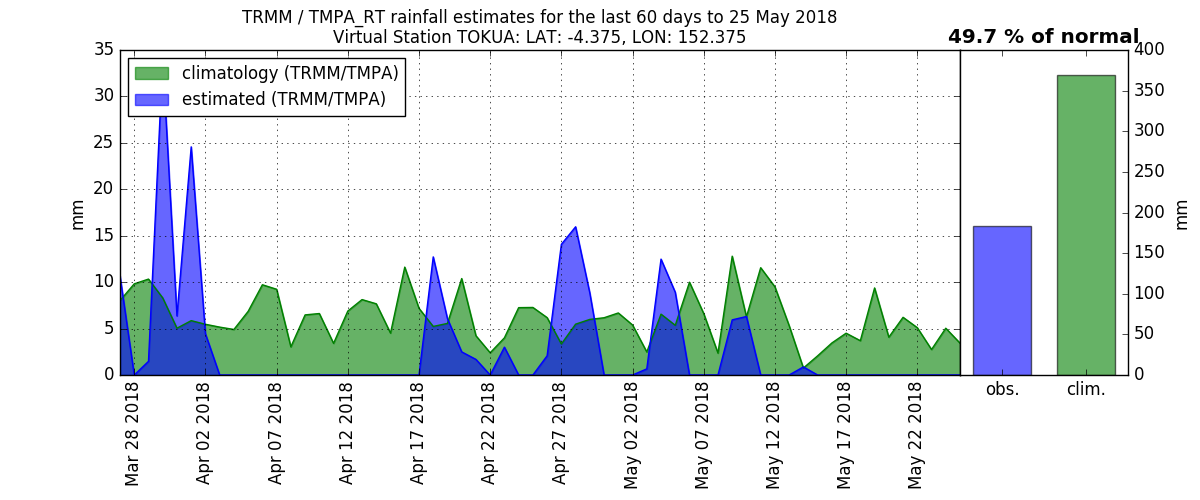 TRMM / TMPA_RT rainfall estimates for the last 60 days to 25 May 2018
Virtual Station TOKUA: LAT: -4.375, LON: 152.375
49.7 % of normal
climatology (TRMM/TMPA)
estimated (TRMM/TMPA)
35
30
25
20
15
10
5
0
mm
Mar 28 2018
Apr 02 2018
Apr 07 2018
Apr 12 2018
Apr 17 2018
Apr 22 2018
Apr 27 2018
May 02 2018
May 07 2018
May 12 2018
May 17 2018
May 22 2018
obs.
clim.
400
350
300
250
200
150
100
50
0
mm